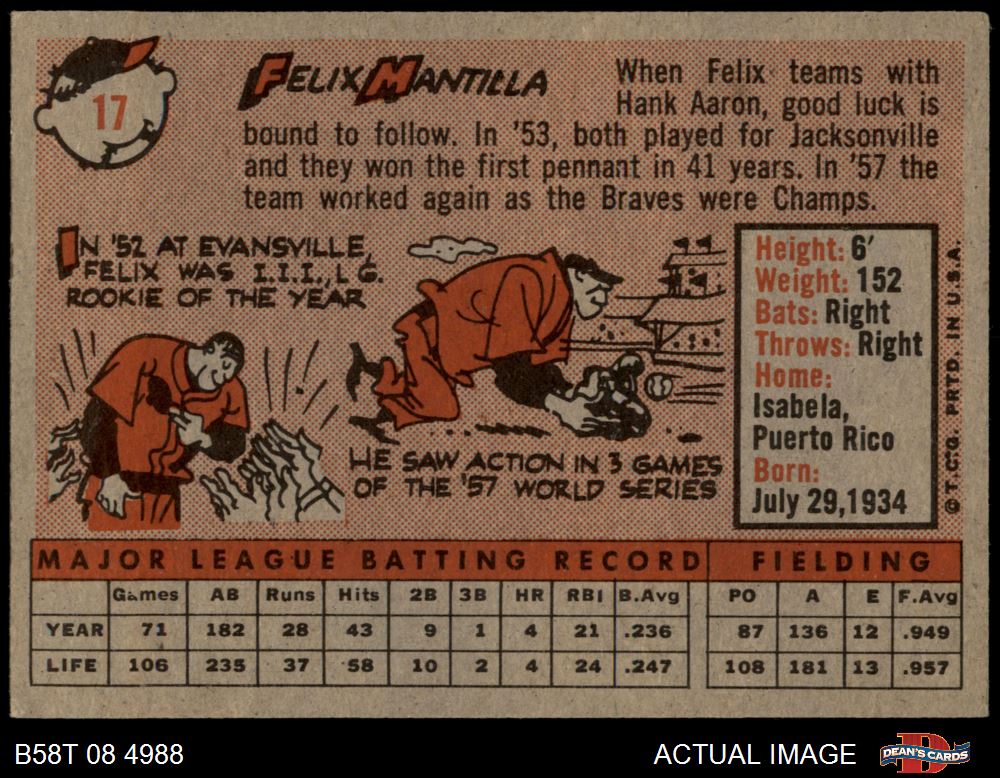 17
FELIX MANTILLA
When Felix teams with
Hank Aaron, good luck is
bound to follow. In '53, both played for Jacksonville
and they won the first pennant in 41 years. In '57 the
team worked again as the Braves were Champs.
IN '52 AT EVANSVILLE,
FELIX WAS I.I.I., LG.
ROOKIE OF THE YEAR
HE SAW ACTION IN 3 GAMES
OF THE '57 WORLD SERIES
Height: 6'
Weight: 152
Bats: Right
Throws: Right
Home:
Isabela,
Puerto Rico
Born:
July 29, 1934
© T.C.G. PRTD. IN U.S.A.
MAJOR LEAGUE BATTING RECORD FIELDING
Games AB Runs Hits 2B 3B HR RBI B.Avg PO A E F.Avg
YEAR 71 182 28 43 9 1 4 21 .236 87 136 12 .949
LIFE 106 235 37 58 10 2 4 24 .247 108 181 13 .957
B58T 08 4988
ACTUAL IMAGE
DEAN'S CARDS